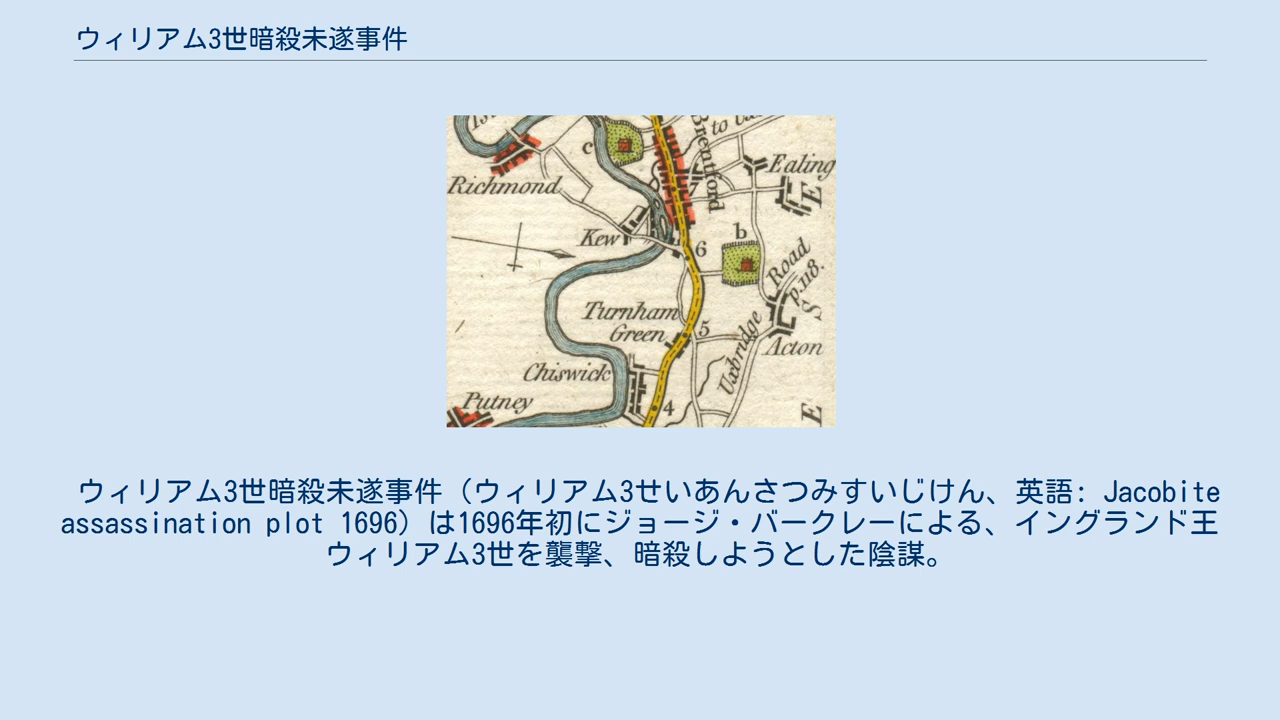 ウィリアム3世暗殺未遂事件
to
Brentford
Richmond
c
7
Ealing
E
Kew
6
b
Road
p.118.
S
Turnham
Green
5
Uxbridge
Acton
Chiswick
Putney
4
E
ウィリアム3世暗殺未遂事件（ウィリアム3せいあんさつみすいじけん、英語: Jacobite
assassination plot 1696）は1696年初にジョージ・バークレーによる、イングランド王
ウィリアム3世を襲撃、暗殺しようとした陰謀。